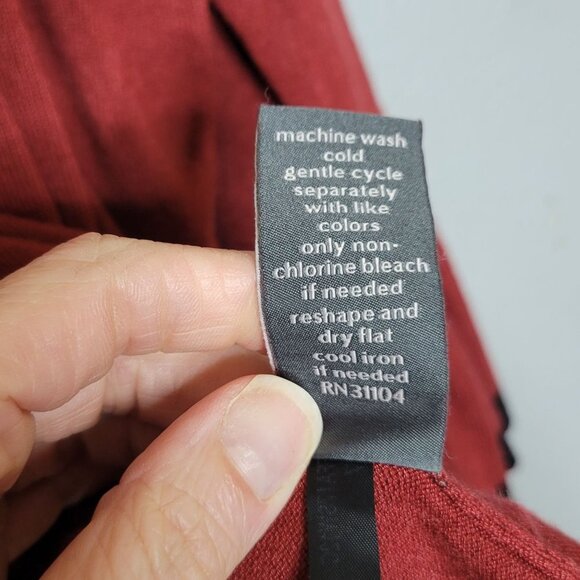 machine wash
cold
gentle cycle
separately
with like
colors
only non-
chlorine bleach
if needed
reshape and
dry flat
cool iron
if needed
RN31104